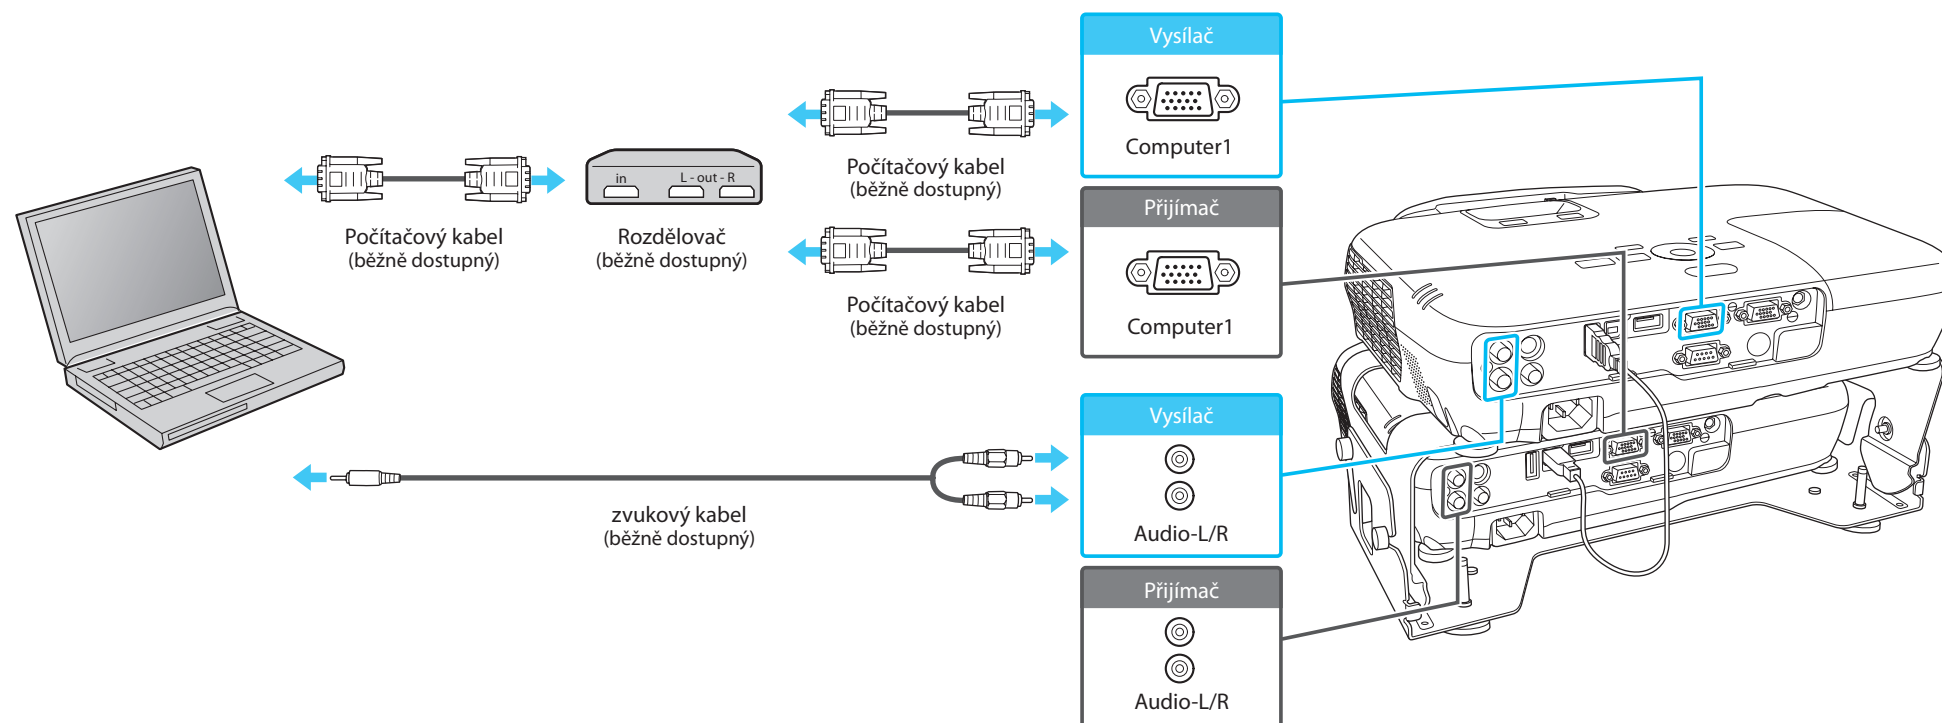 Vysílač
Computer1
Počítačový kabel
(běžně dostupný)
in
L - out - R
Počítačový kabel
(běžně dostupný)
Rozdělovač
(běžně dostupný)
Přijímač
Computer1
Počítačový kabel
(běžně dostupný)
Vysílač
Audio-L/R
zvukový kabel
(běžně dostupný)
Přijímač
Audio-L/R